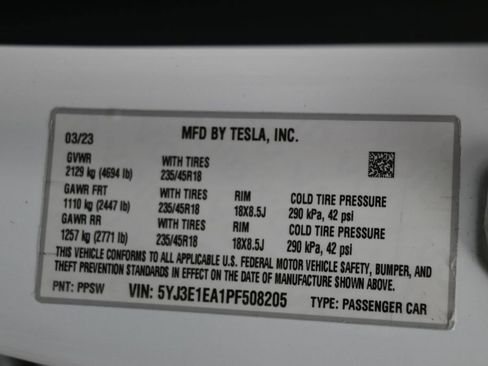 03/23 MFD BY TESLA, INC.
GVWR WITH TIRES
2129 kg (4694 lb) 235/45R18
GAWR FRT WITH TIRES RIM COLD TIRE PRESSURE
1110 kg (2447 lb) 235/45R18 18X8.5J 290 kPa, 42 psi
GAWR RR WITH TIRES RIM COLD TIRE PRESSURE
1257 kg (2771 lb) 235/45R18 18X8.5J 290 kPa, 42 psi
THIS VEHICLE CONFORMS TO ALL APPLICABLE U.S. FEDERAL MOTOR VEHICLE SAFETY, BUMPER, AND
THEFT PREVENTION STANDARDS IN EFFECT ON THE DATE OF MANUFACTURE SHOWN ABOVE.
PNT: PPSW VIN: 5YJ3E1EA1PF508205 TYPE: PASSENGER CAR